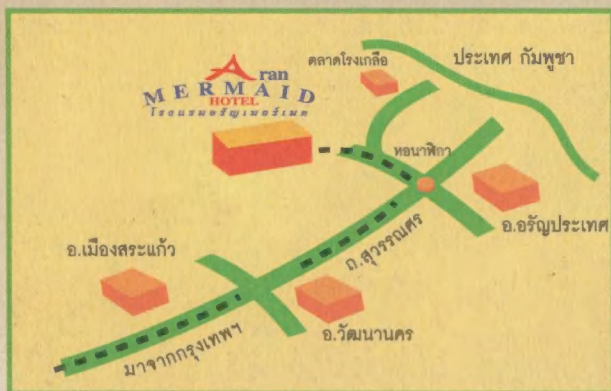 Aran
MERMAID
HOTEL
โรงแรมอรัญเมอร์เมด
ตลาดโรงเกลือ
ประเทศ กัมพูชา
หอนาฬิกา
อ.อรัญประเทศ
อ.เมืองสระแก้ว
ถ.สุวรรณศร
มาจากกรุงเทพฯ
อ.วัฒนานคร